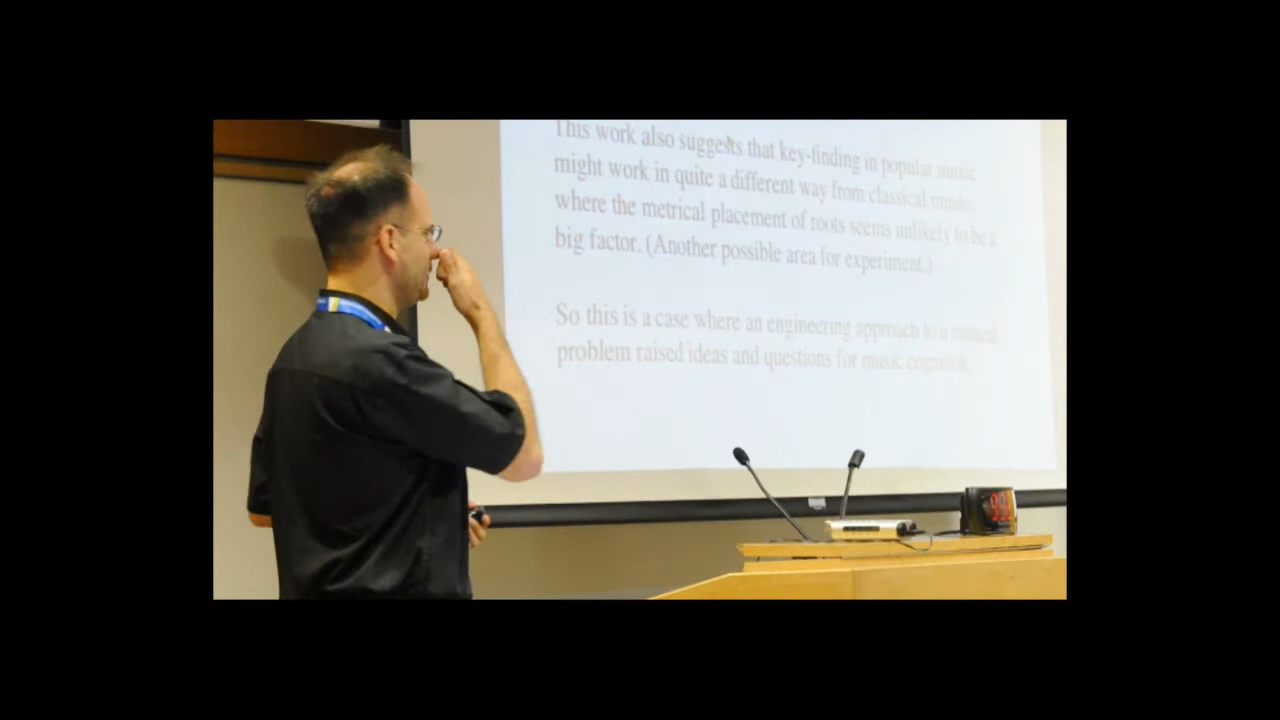 This work also suggests that key-finding in popular music
might work in quite a different way from classical music,
where the metrical placement of roots seems unlikely to be a
big factor. (Another possible area for experiment.)
So this is a case where an engineering approach to a musical
problem raised ideas and questions for music cognition.